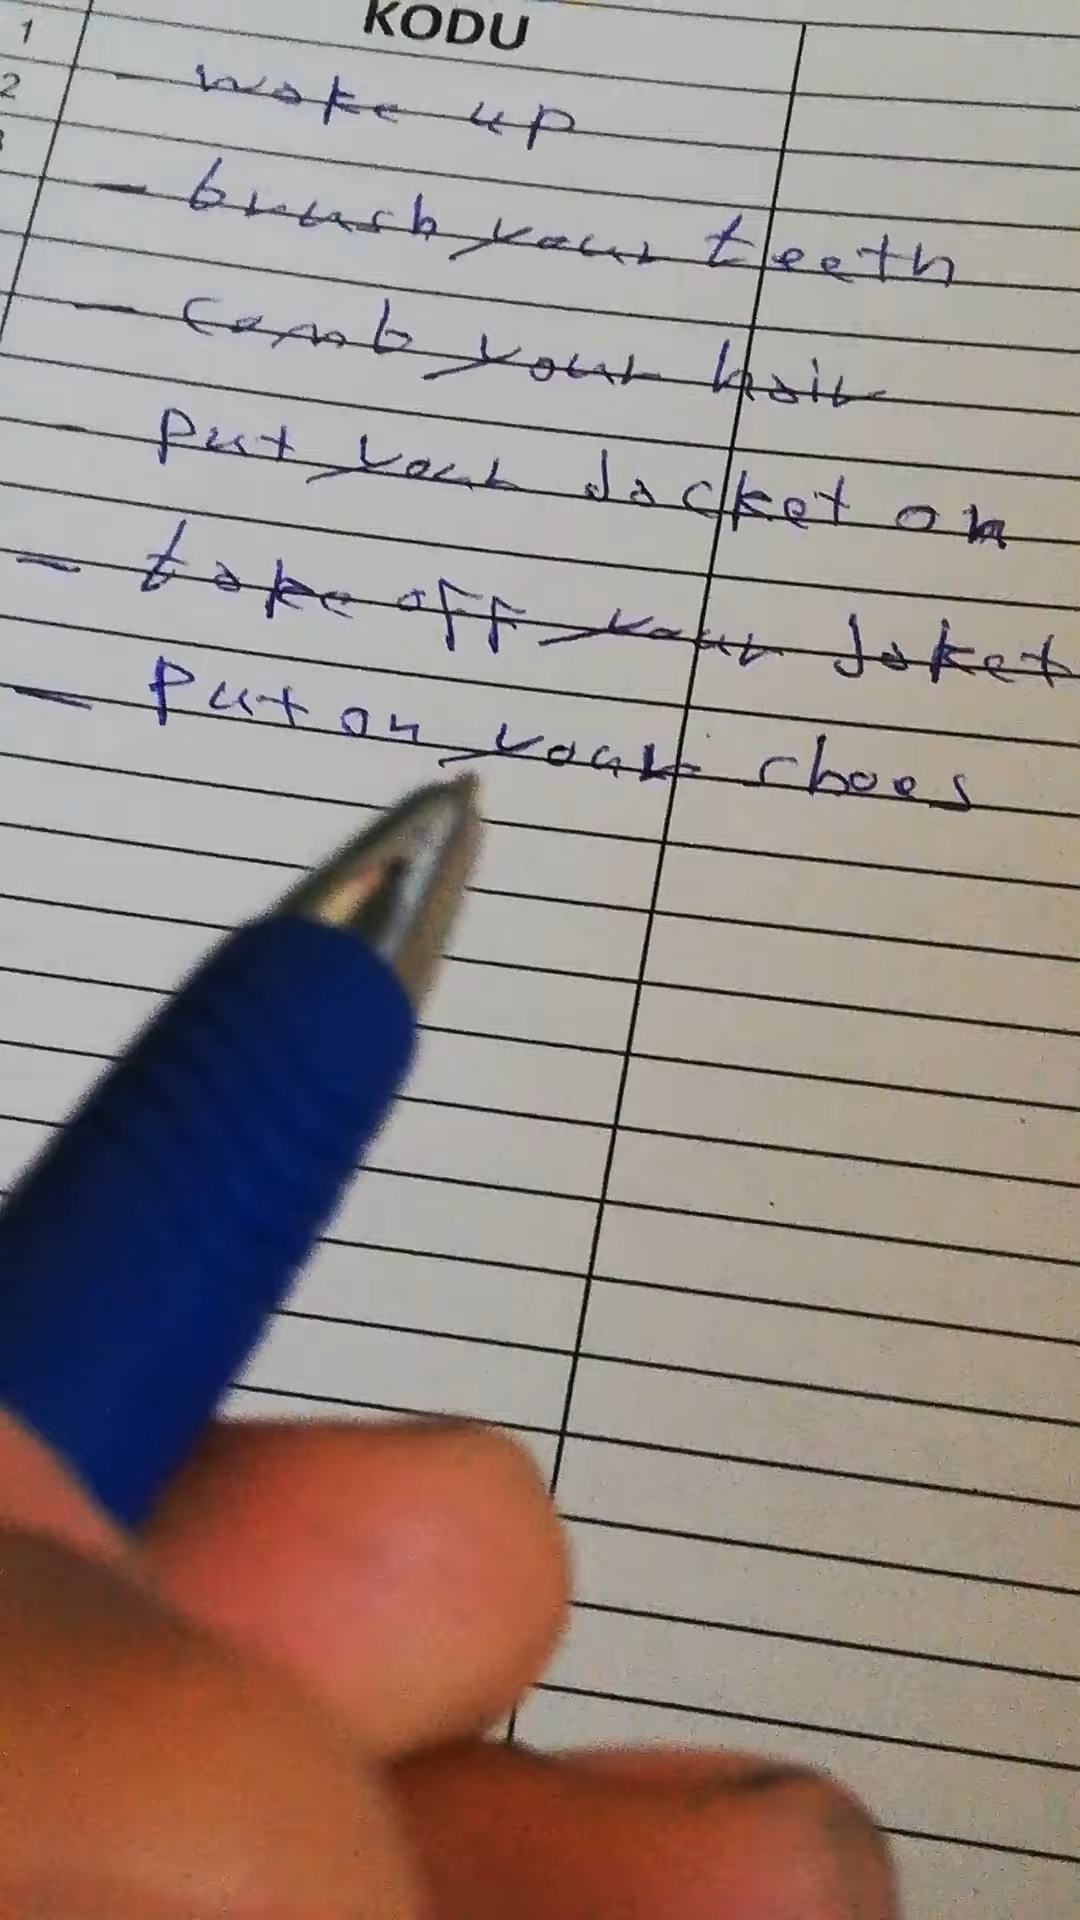 KODU
1
2
- wake up
- brush your teeth
- comb your hair
- Put your Jacket on
- take off your Jaket
- Put on your shoes